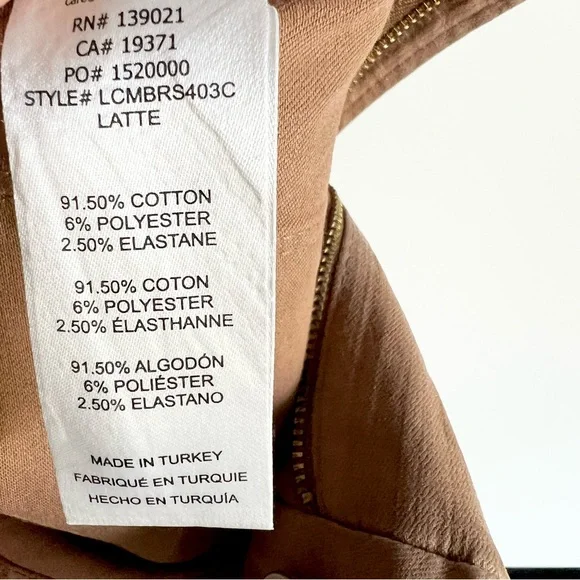 RN# 139021
CA# 19371
PO# 1520000
STYLE# LCMBRS403C
LATTE
91.50% COTTON
6% POLYESTER
2.50% ELASTANE
91.50% COTON
6% POLYESTER
2.50% ÉLASTHANNE
91.50% ALGODÓN
6% POLIÉSTER
2.50% ELASTANO
MADE IN TURKEY
FABRIQUÉ EN TURQUIE
HECHO EN TURQUÍA